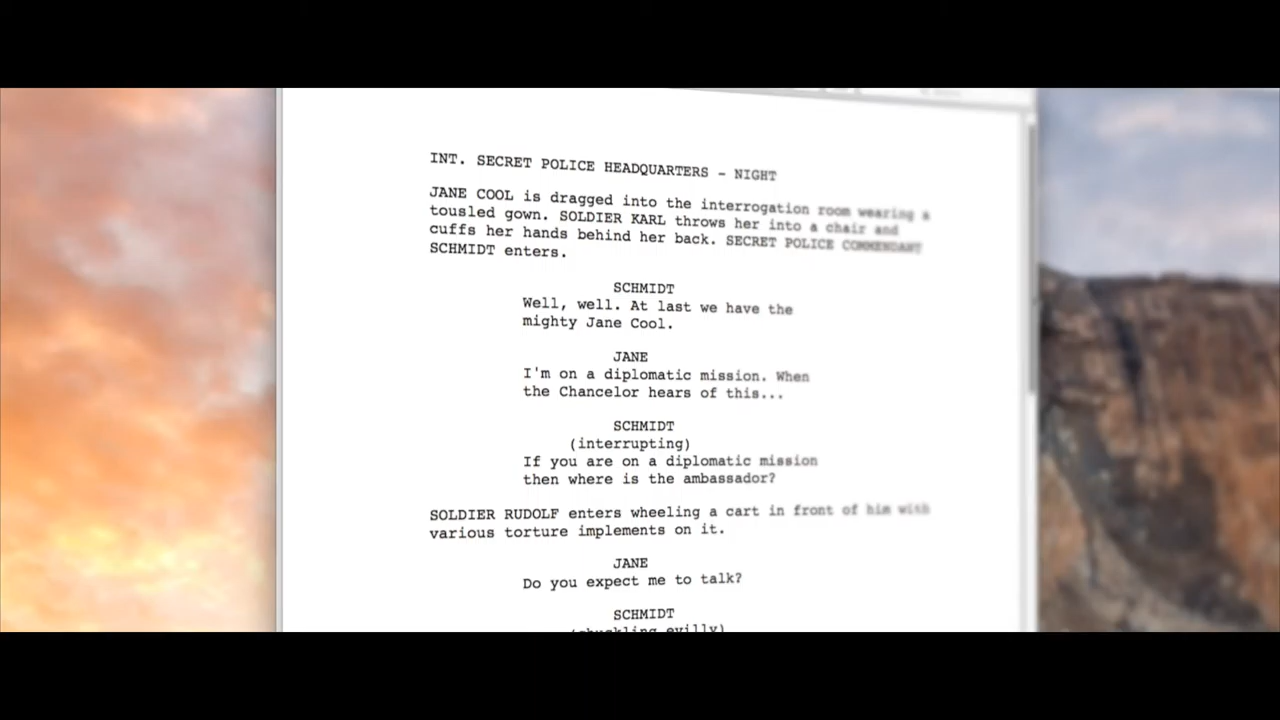 INT. SECRET POLICE HEADQUARTERS - NIGHT
JANE COOL is dragged into the interrogation room wearing a
tousled gown. SOLDIER KARL throws her into a chair and
cuffs her hands behind her back. SECRET POLICE COMMENDANT
SCHMIDT enters.
SCHMIDT
Well, well. At last we have the
mighty Jane Cool.
JANE
I'm on a diplomatic mission. When
the Chancelor hears of this...
SCHMIDT
(interrupting)
If you are on a diplomatic mission
then where is the ambassador?
SOLDIER RUDOLF enters wheeling a cart in front of him with
various torture implements on it.
JANE
Do you expect me to talk?
SCHMIDT
(chuckling evilly)